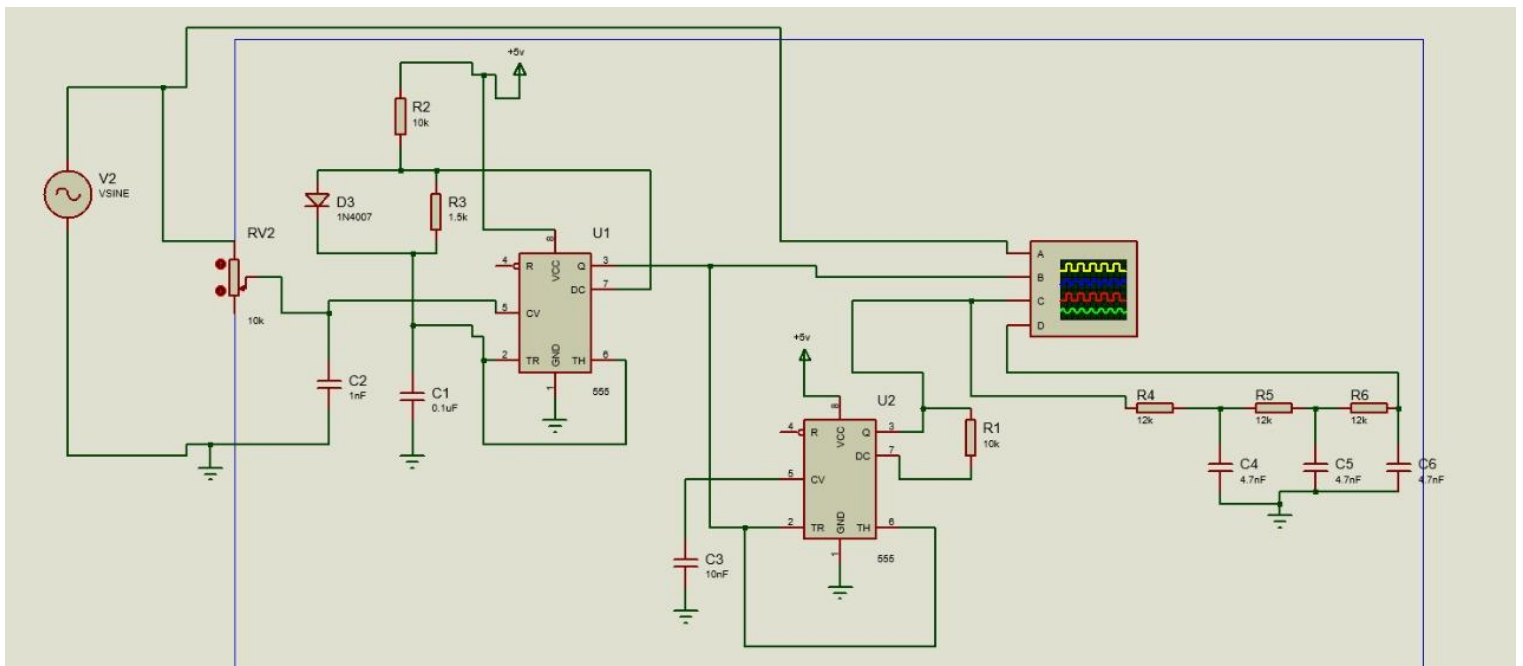 +5v
R2
10k
V2
VSINE
D3
1N4007
R3
1.5k
RV2
10k
U1
8
VCC
4
R
Q
3
DC
7
5
CV
2
TR
GND
TH
6
1
555
C2
1nF
C1
0.1uF
A
B
C
D
+5v
U2
8
VCC
4
R
Q
3
DC
7
5
CV
2
TR
GND
TH
6
1
555
R1
10k
C3
10nF
R4
12k
R5
12k
R6
12k
C4
4.7nF
C5
4.7nF
C6
4.7nF